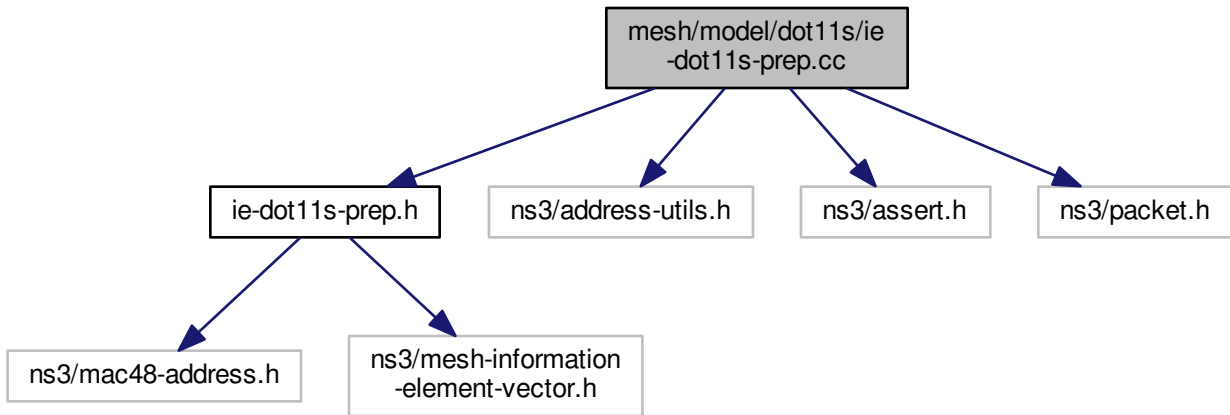 mesh/model/dot11s/ie
-dot11s-prep.cc
ie-dot11s-prep.h
ns3/address-utils.h
ns3/assert.h
ns3/packet.h
ns3/mac48-address.h
ns3/mesh-information
-element-vector.h